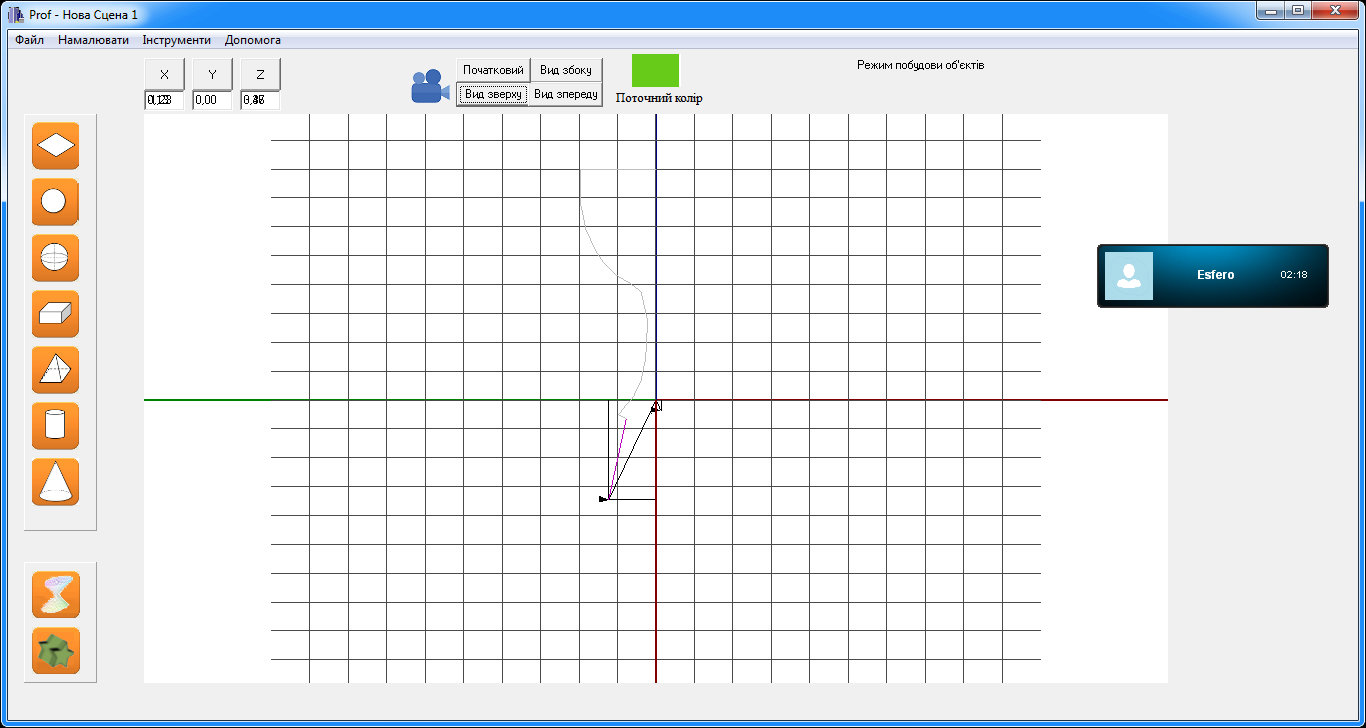 Prof - Нова Сцена 1
Файл Намалювати Інструменти Допомога
X Y Z
0,00
Початковий Вид збоку
Вид зверху Вид зпереду
Поточний колір
Режим побудови об'єктів
Esfero 02:18